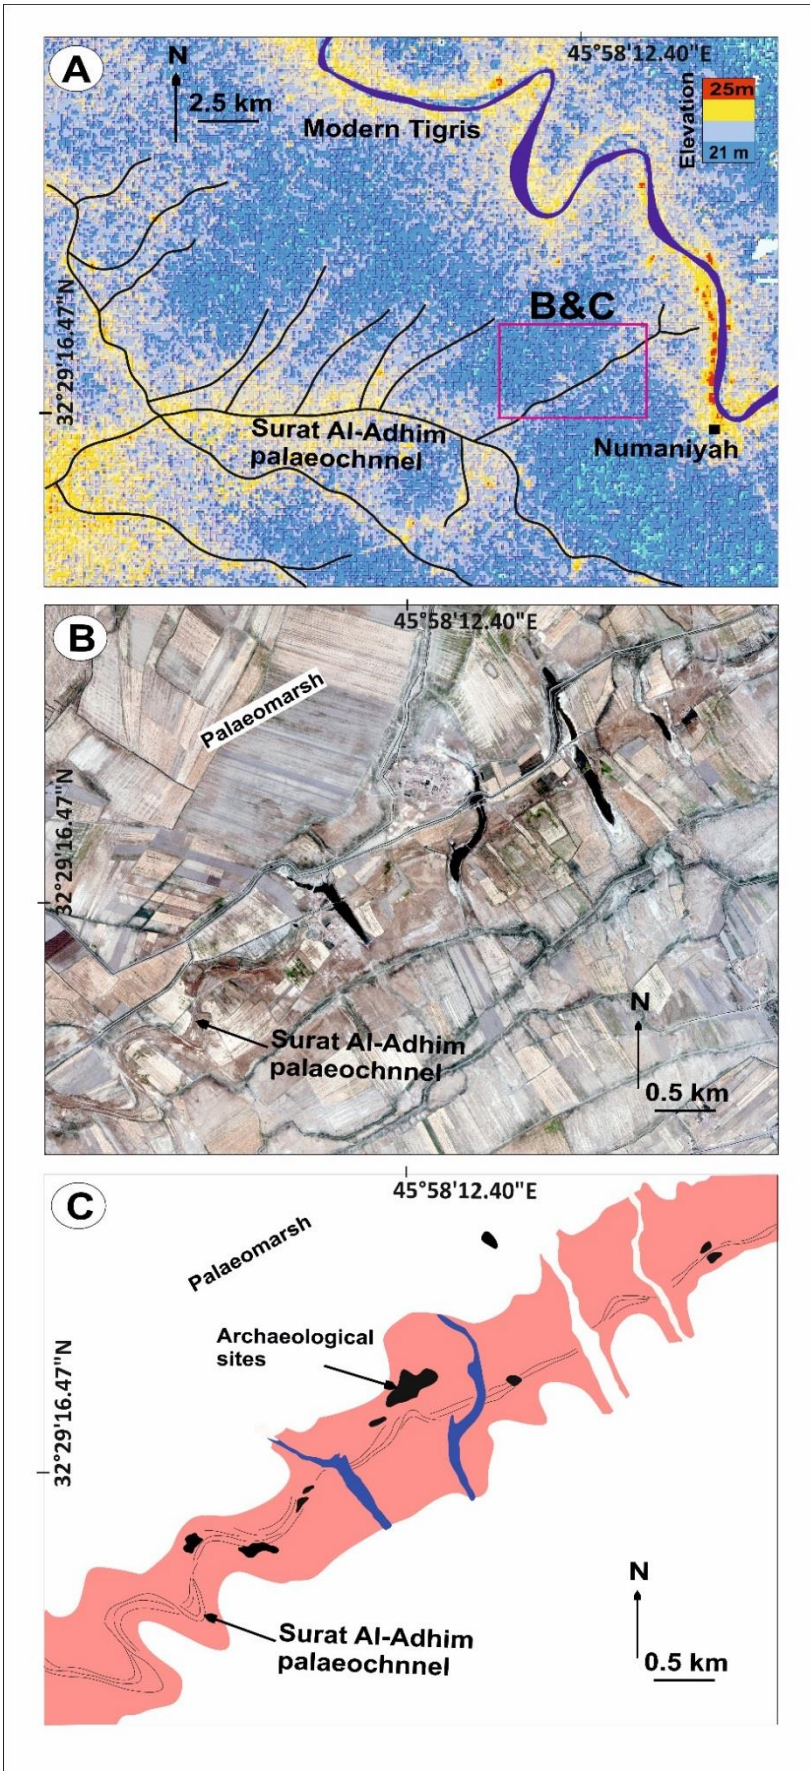 A
N
2.5 km
45°58'12.40"E
Modern Tigris
Elevation
25m
21 m
32°29'16.47"N
B&C
Surat Al-Adhim
palaeochnnel
Numaniyah
B
45°58'12.40"E
Palaeomarsh
32°29'16.47"N
N
Surat Al-Adhim
palaeochnnel
0.5 km
C
45°58'12.40"E
Palaeomarsh
Archaeological
sites
32°29'16.47"N
N
Surat Al-Adhim
palaeochnnel
0.5 km